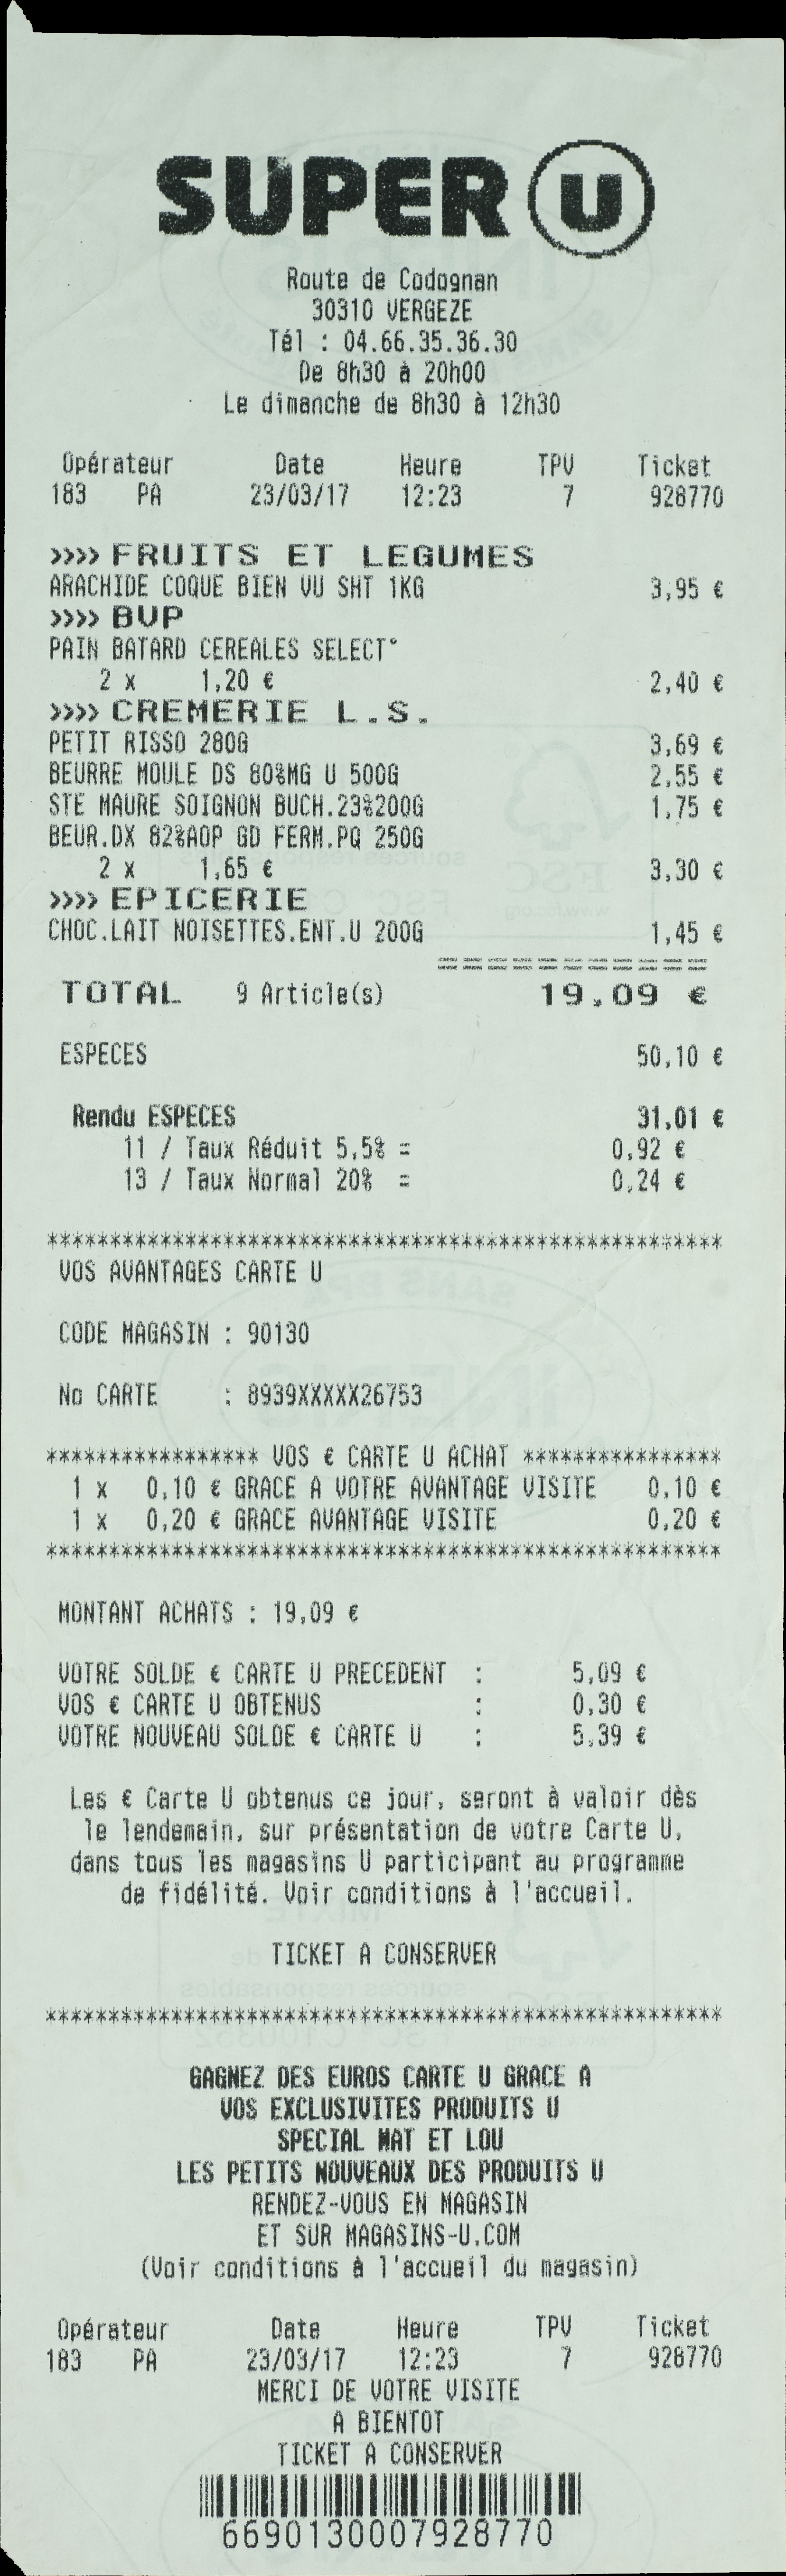 SUPER U
Route de Codognan
30310 VERGEZE
Tél : 04.66.35.36.30
De 8h30 à 20h00
Le dimanche de 8h30 à 12h30
Opérateur Date Heure TPV Ticket
183 PA 23/03/17 12:23 7 928770
»»» FRUITS ET LEGUMES
ARACHIDE COQUE BIEN VU SHT 1KG 3,95 €
»»» BVP
PAIN BATARD CEREALES SELECT°
2 x 1,20 € 2,40 €
»»» CREMERIE L.S.
PETIT RISSO 280G 3,69 €
BEURRE MOULE DS 80%MG U 500G 2,55 €
STE MAURE SOIGNON BUCH.23%200G 1,75 €
BEUR.DX 82%AOP GD FERM.PQ 250G
2 x 1,65 € 3,30 €
»»» EPICERIE
CHOC.LAIT NOISETTES.ENT.U 200G 1,45 €
TOTAL 9 Article(s) 19,09 €
ESPECES 50,10 €
Rendu ESPECES 31,01 €
11 / Taux Réduit 5,5% = 0,92 €
13 / Taux Normal 20% = 0,24 €
******************************************************
VOS AVANTAGES CARTE U
CODE MAGASIN : 90130
No CARTE : 8939XXXXX26753
***************** VOS € CARTE U ACHAT ****************
1 x 0,10 € GRACE A VOTRE AVANTAGE VISITE 0,10 €
1 x 0,20 € GRACE AVANTAGE VISITE 0,20 €
******************************************************
MONTANT ACHATS : 19,09 €
VOTRE SOLDE € CARTE U PRECEDENT : 5,09 €
VOS € CARTE U OBTENUS : 0,30 €
VOTRE NOUVEAU SOLDE € CARTE U : 5,39 €
Les € Carte U obtenus ce jour, seront à valoir dès
le lendemain, sur présentation de votre Carte U,
dans tous les magasins U participant au programme
de fidélité. Voir conditions à l'accueil.
TICKET A CONSERVER
******************************************************
GAGNEZ DES EUROS CARTE U GRACE A
VOS EXCLUSIVITES PRODUITS U
SPECIAL MAT ET LOU
LES PETITS NOUVEAUX DES PRODUITS U
RENDEZ-VOUS EN MAGASIN
ET SUR MAGASINS-U.COM
(Voir conditions à l'accueil du magasin)
Opérateur Date Heure TPV Ticket
183 PA 23/03/17 12:23 7 928770
MERCI DE VOTRE VISITE
A BIENTOT
TICKET A CONSERVER
6690130007928770